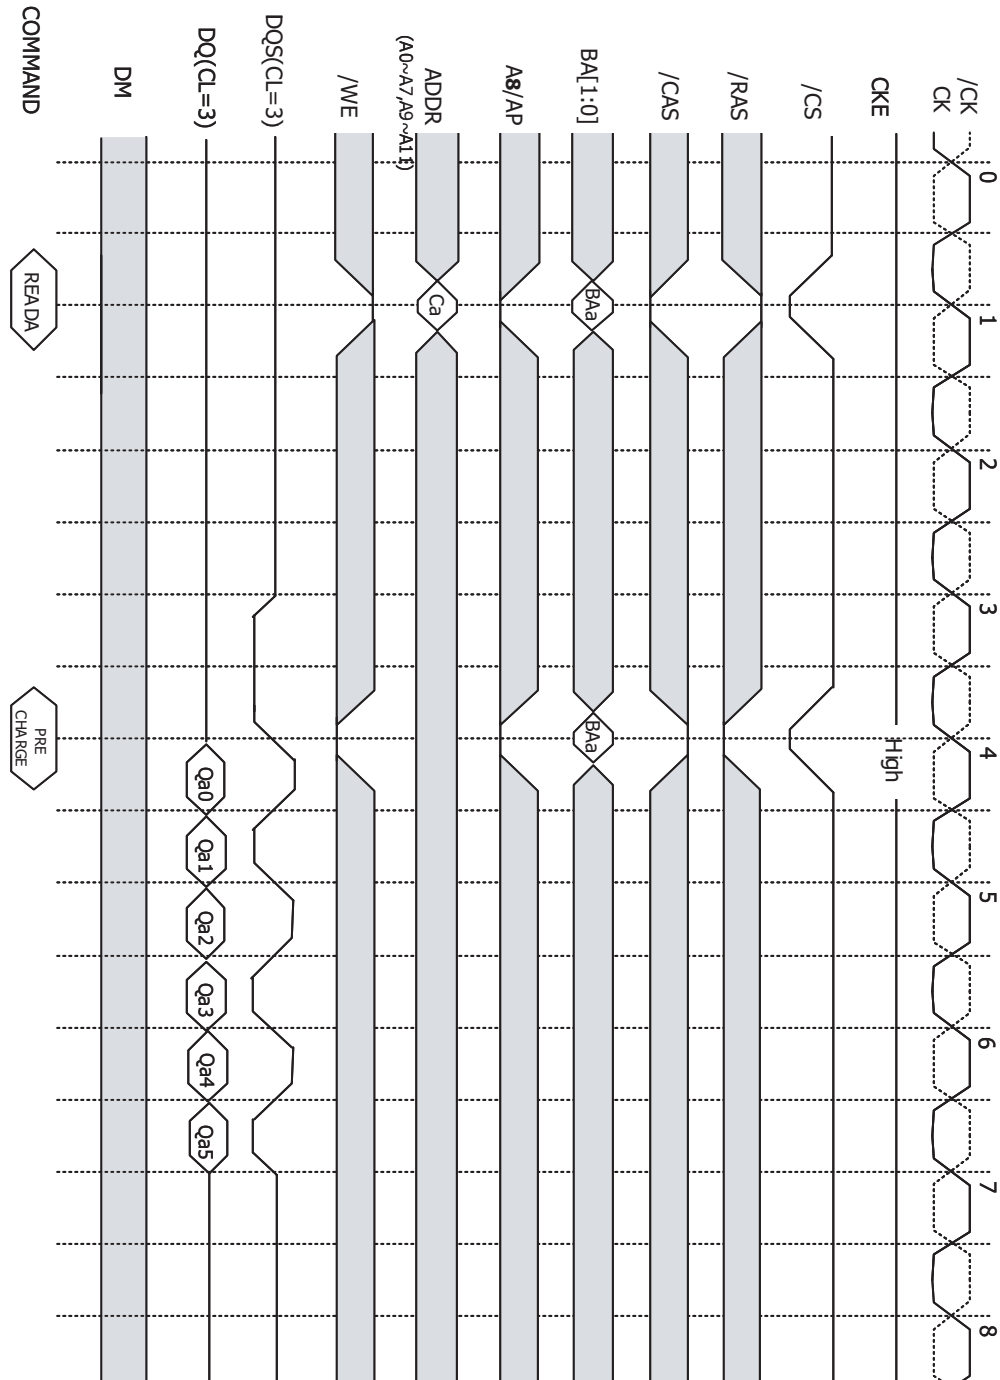 0 1 2 3 4 5 6 7 8
/CK
CK
CKE
High
/CS
/RAS
/CAS
BA[1:0]
BAa
BAa
A8/AP
ADDR
(A0~A7,A9~A11)
Ca
/WE
DQS(CL=3)
DQ(CL=3)
Qa0 Qa1 Qa2 Qa3 Qa4 Qa5
DM
COMMAND
READA
PRE
CHARGE